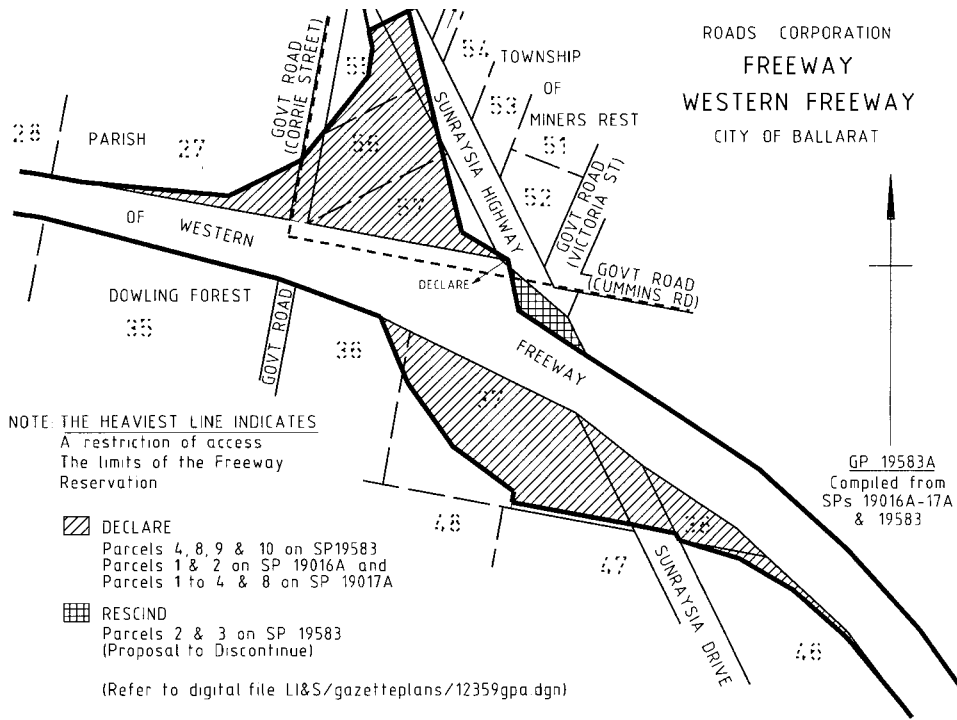 ROADS CORPORATION
FREEWAY
WESTERN FREEWAY
CITY OF BALLARAT
GOVT ROAD
(CORRIE STREET)
55
54
TOWNSHIP
OF
MINERS REST
53
51
52
SUNRAYSIA HIGHWAY
28
PARISH
27
56
57
OF WESTERN
GOVT ROAD
(VICTORIA ST)
GOVT ROAD
(CUMMINS RD)
DECLARE
DOWLING FOREST
35
GOVT ROAD
36
FREEWAY
37
NOTE: THE HEAVIEST LINE INDICATES
A restriction of access
The limits of the Freeway
Reservation
GP 19583A
Compiled from
SPs 19016A-17A
& 19583
48
47
SUNRAYSIA DRIVE
DECLARE
Parcels 4,8,9 & 10 on SP19583
Parcels 1 & 2 on SP 19016A and
Parcels 1 to 4 & 8 on SP 19017A
RESCIND
Parcels 2 & 3 on SP 19583
(Proposal to Discontinue)
(Refer to digital file LI&S/gazetteplans/12359gpa.dgn)